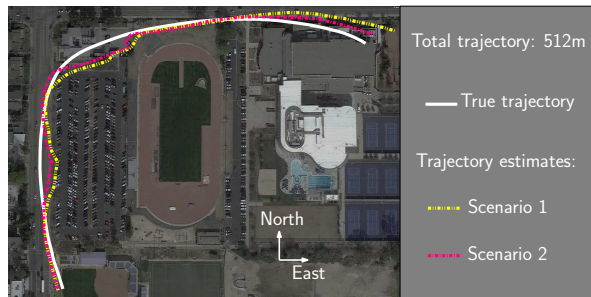 Total trajectory: 512m
True trajectory
Trajectory estimates:
Scenario 1
Scenario 2
North
East